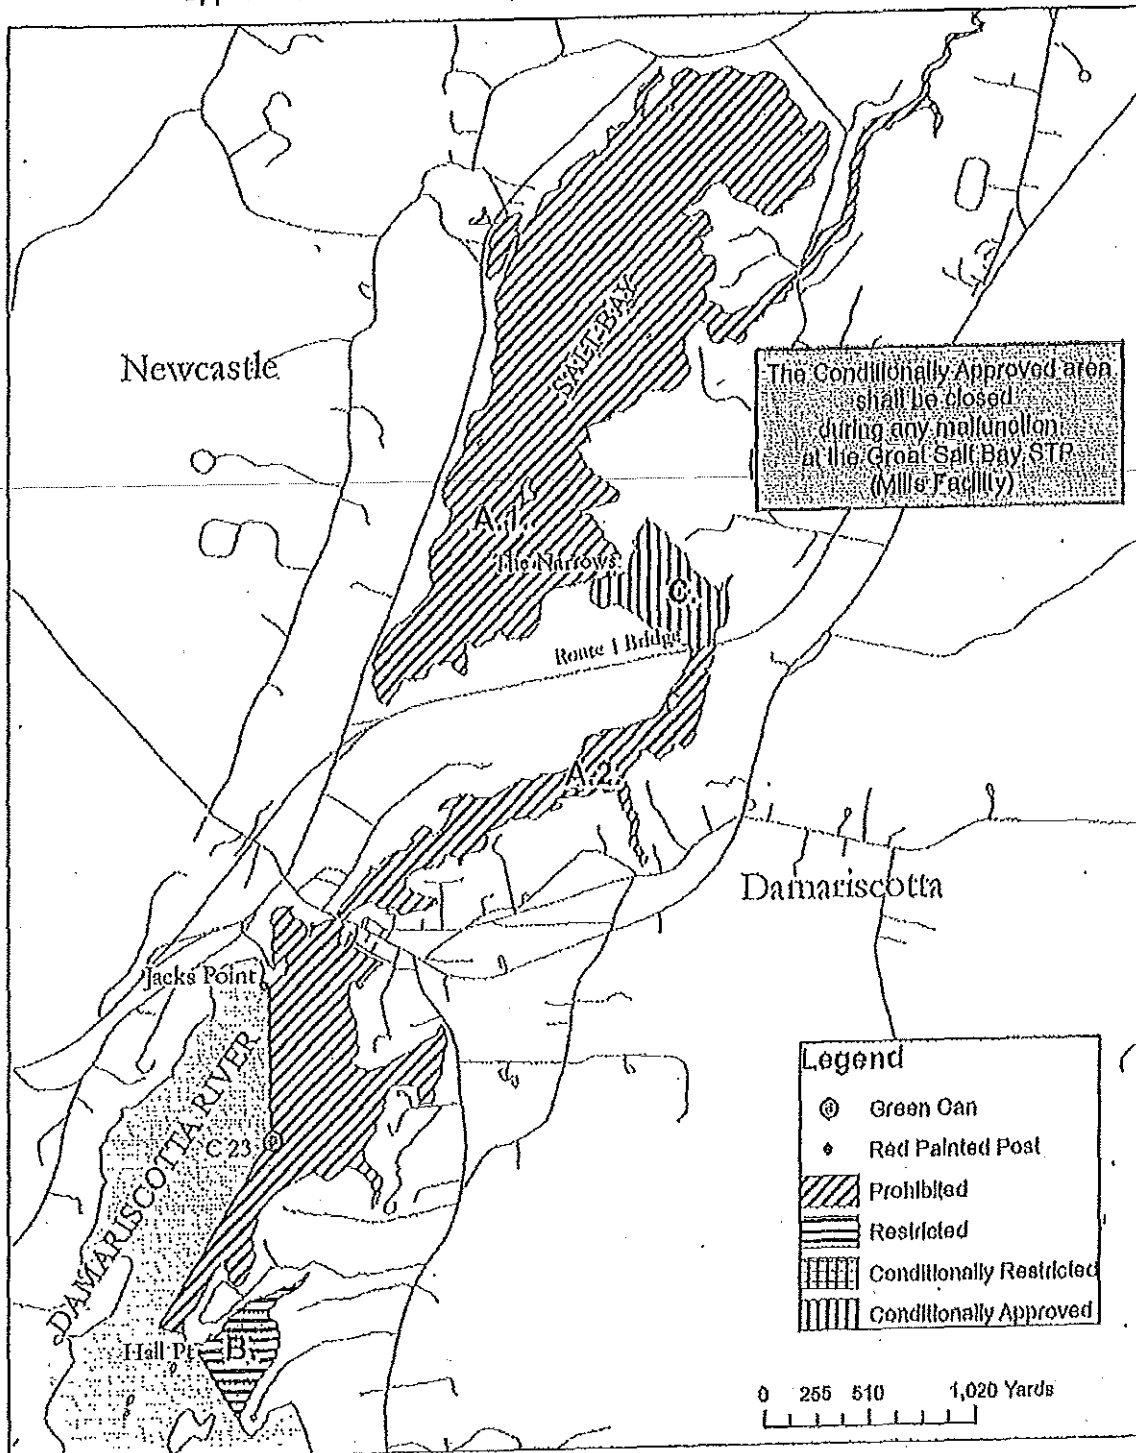 Newcastle
SALT BAY
The Conditionally Approved area
shall be closed
during any malfunction
at the Great Salt Bay STP
(Mills Facility)
A.1.
The Narrows
C.
Route 1 Bridge
A.2.
Damariscotta
Jacks Point
DAMARISCOTTA RIVER
C 23
Hall Pt
B.
Legend
Green Can
Red Painted Post
Prohibited
Restricted
Conditionally Restricted
Conditionally Approved
0 255 510 1,020 Yards